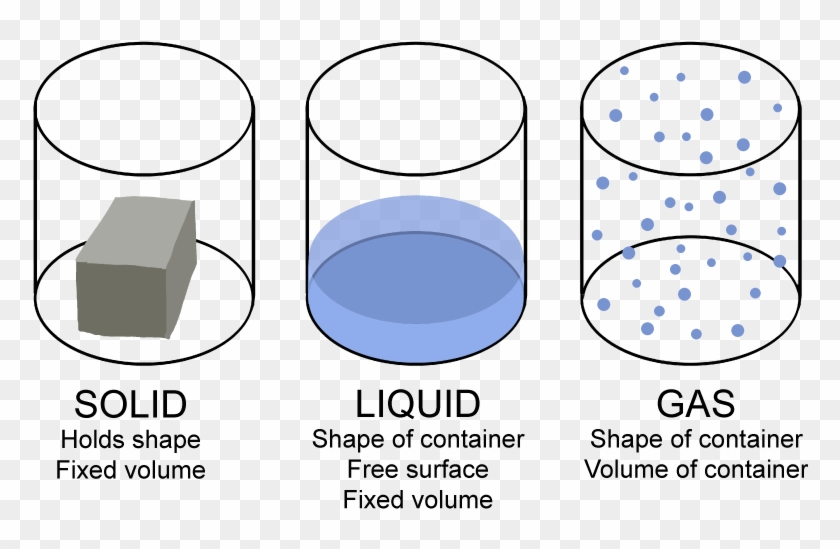 SOLID
Holds shape
Fixed volume
LIQUID
Shape of container
Free surface
Fixed volume
GAS
Shape of container
Volume of container